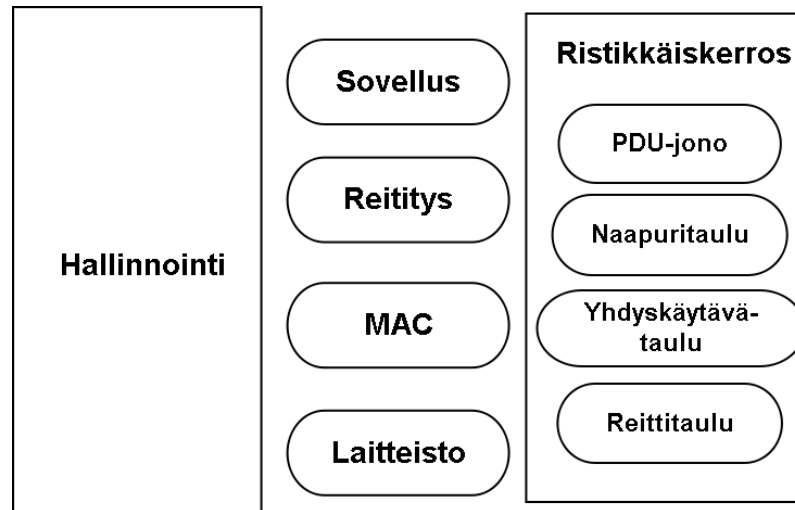 Hallinnointi
Sovellus
Reititys
MAC
Laitteisto
Ristikkäiskerros
PDU-jono
Naapuritaulu
Yhdyskäytävä-
taulu
Reittitaulu